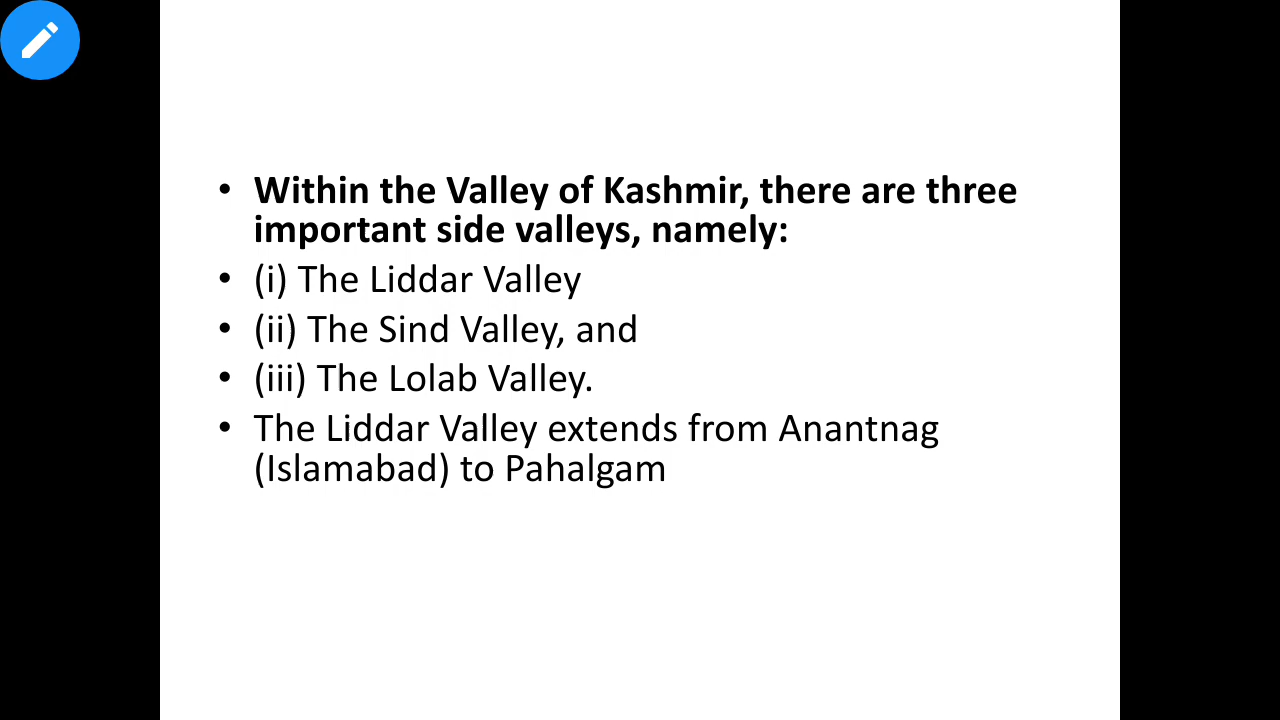 • Within the Valley of Kashmir, there are three
important side valleys, namely:
• (i) The Liddar Valley
• (ii) The Sind Valley, and
• (iii) The Lolab Valley.
• The Liddar Valley extends from Anantnag
(Islamabad) to Pahalgam